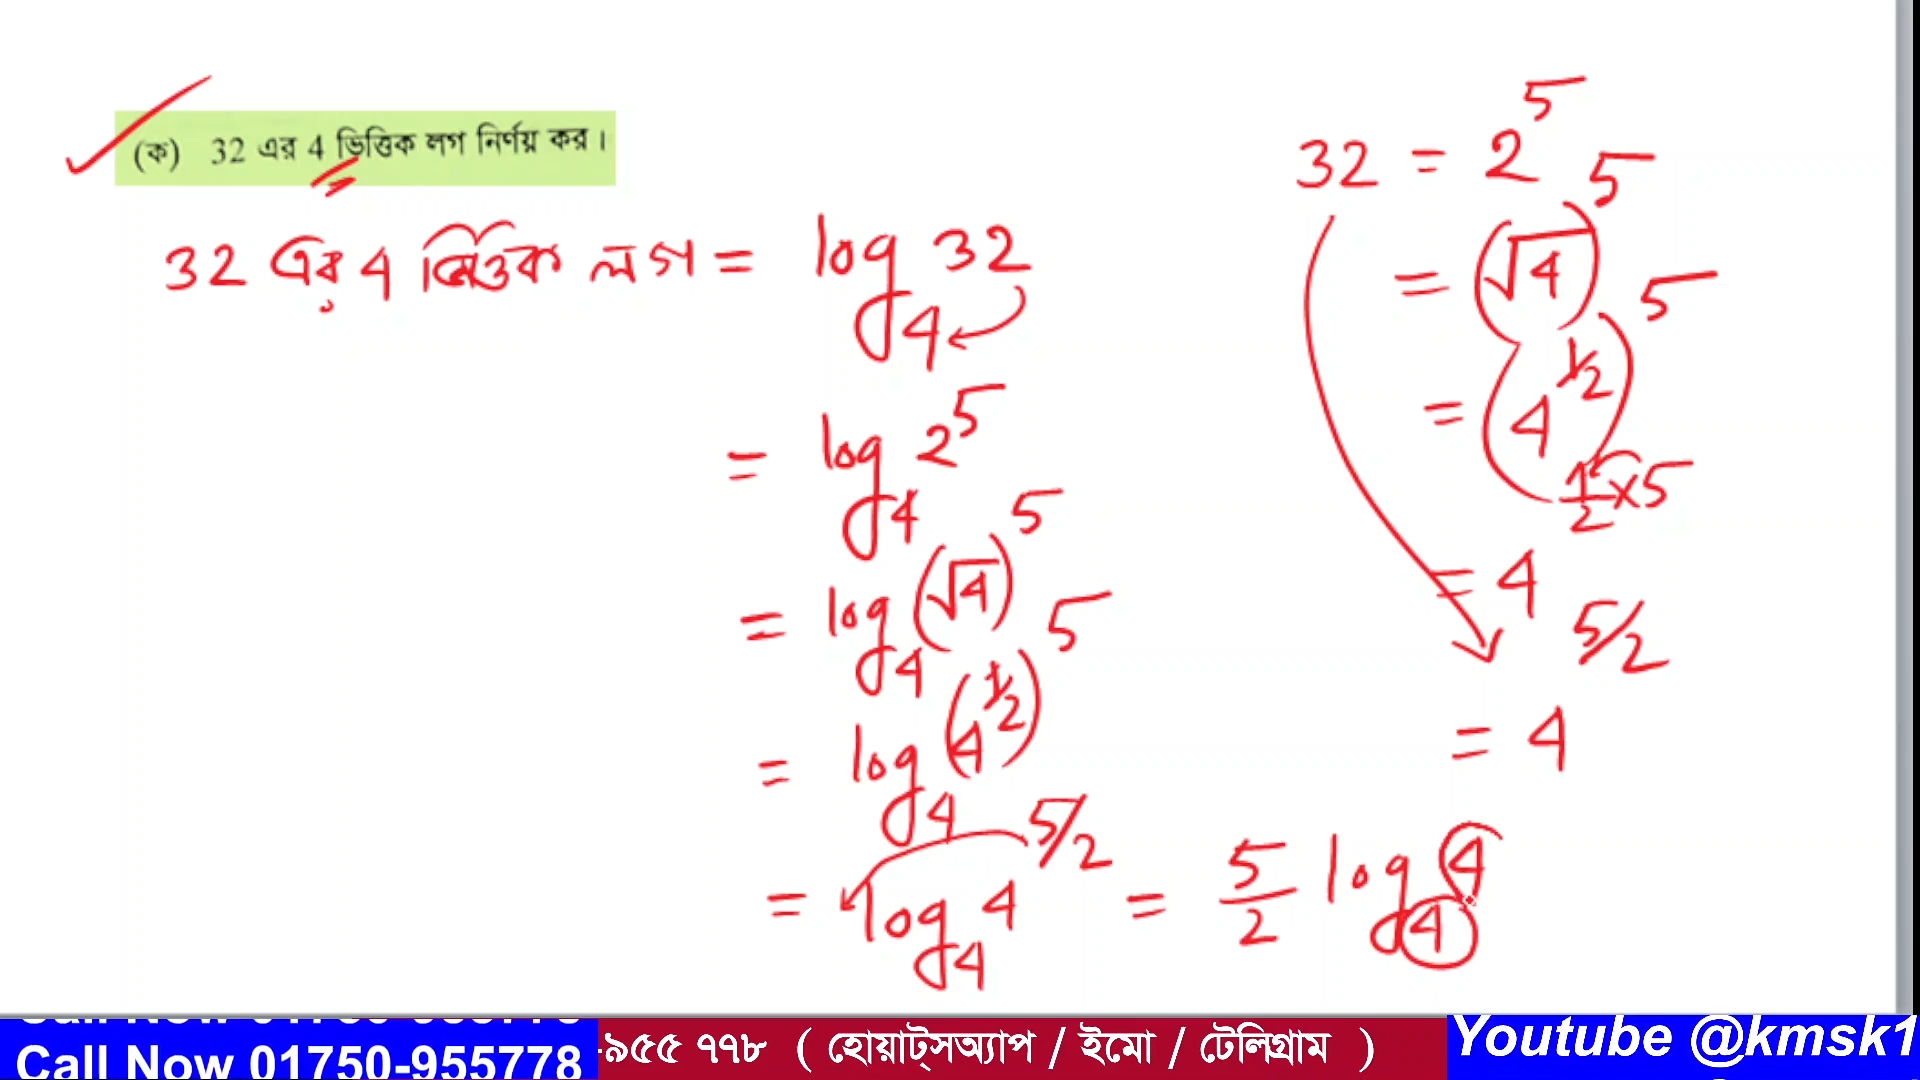 (ক) 32 এর 4 ভিত্তিক লগ নির্ণয় কর।
32 এর 4 ভিত্তিক লগ = log₄ 32
= log₄ 2⁵
= log₄ (√4)⁵
= log₄ (4^1/2)⁵
= log₄ 4^5/2 = 5/2 log₄ 4
32 = 2⁵
= (√4)⁵
= (4^1/2)⁵
= 4^1/2×5
= 4^5/2
Call Now 01750-955778
-৯৫৫ ৭৭৮ ( হোয়াট্সঅ্যাপ / ইমো / টেলিগ্রাম )
Youtube @kmsk1